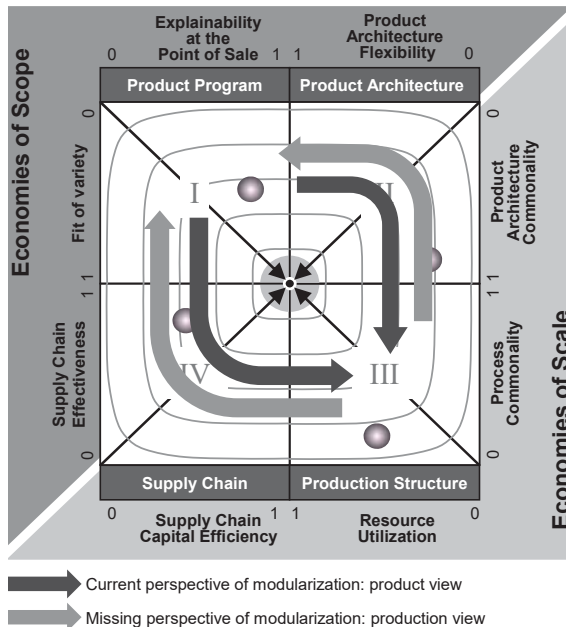 Explainability
at the
Point of Sale
Product
Architecture
Flexibility
0
1
1
0
Product Program
Product Architecture
Economies of Scope
Fit of variety
0
1
0
1
Product
Architecture
Commonality
I
II
Supply Chain
Effectiveness
1
0
1
0
Process
Commonality
Economies of Scale
IV
III
Supply Chain
Production Structure
0
1
1
0
Supply Chain
Capital Efficiency
Resource
Utilization
Current perspective of modularization: product view
Missing perspective of modularization: production view